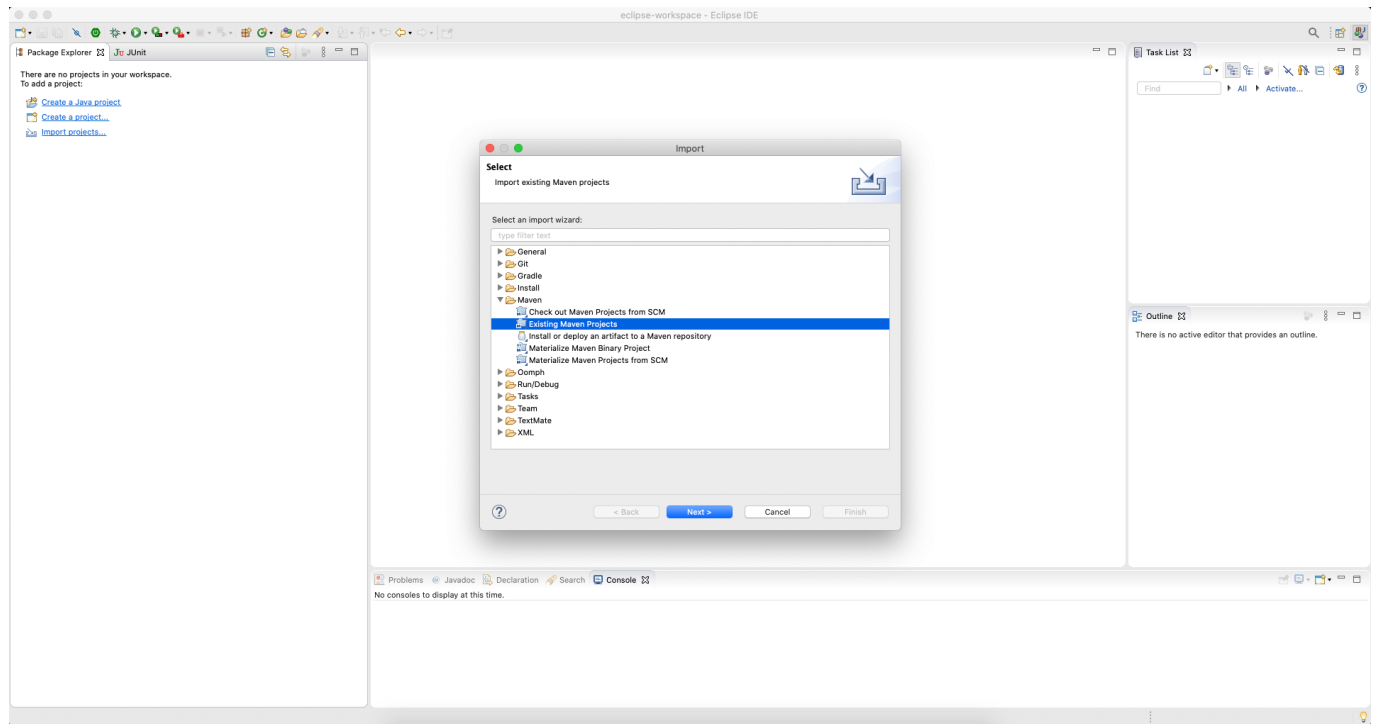 eclipse-workspace - Eclipse IDE
Package Explorer
JUnit
There are no projects in your workspace.
To add a project:
Create a Java project
Create a project...
Import projects...
Task List
Find
All
Activate...
Import
Select
Import existing Maven projects
Select an import wizard:
type filter text
General
Git
Gradle
Install
Maven
Check out Maven Projects from SCM
Existing Maven Projects
Install or deploy an artifact to a Maven repository
Materialize Maven Binary Project
Materialize Maven Projects from SCM
Oomph
Run/Debug
Tasks
Team
TextMate
XML
< Back
Next >
Cancel
Finish
Outline
There is no active editor that provides an outline.
Problems
Javadoc
Declaration
Search
Console
No consoles to display at this time.